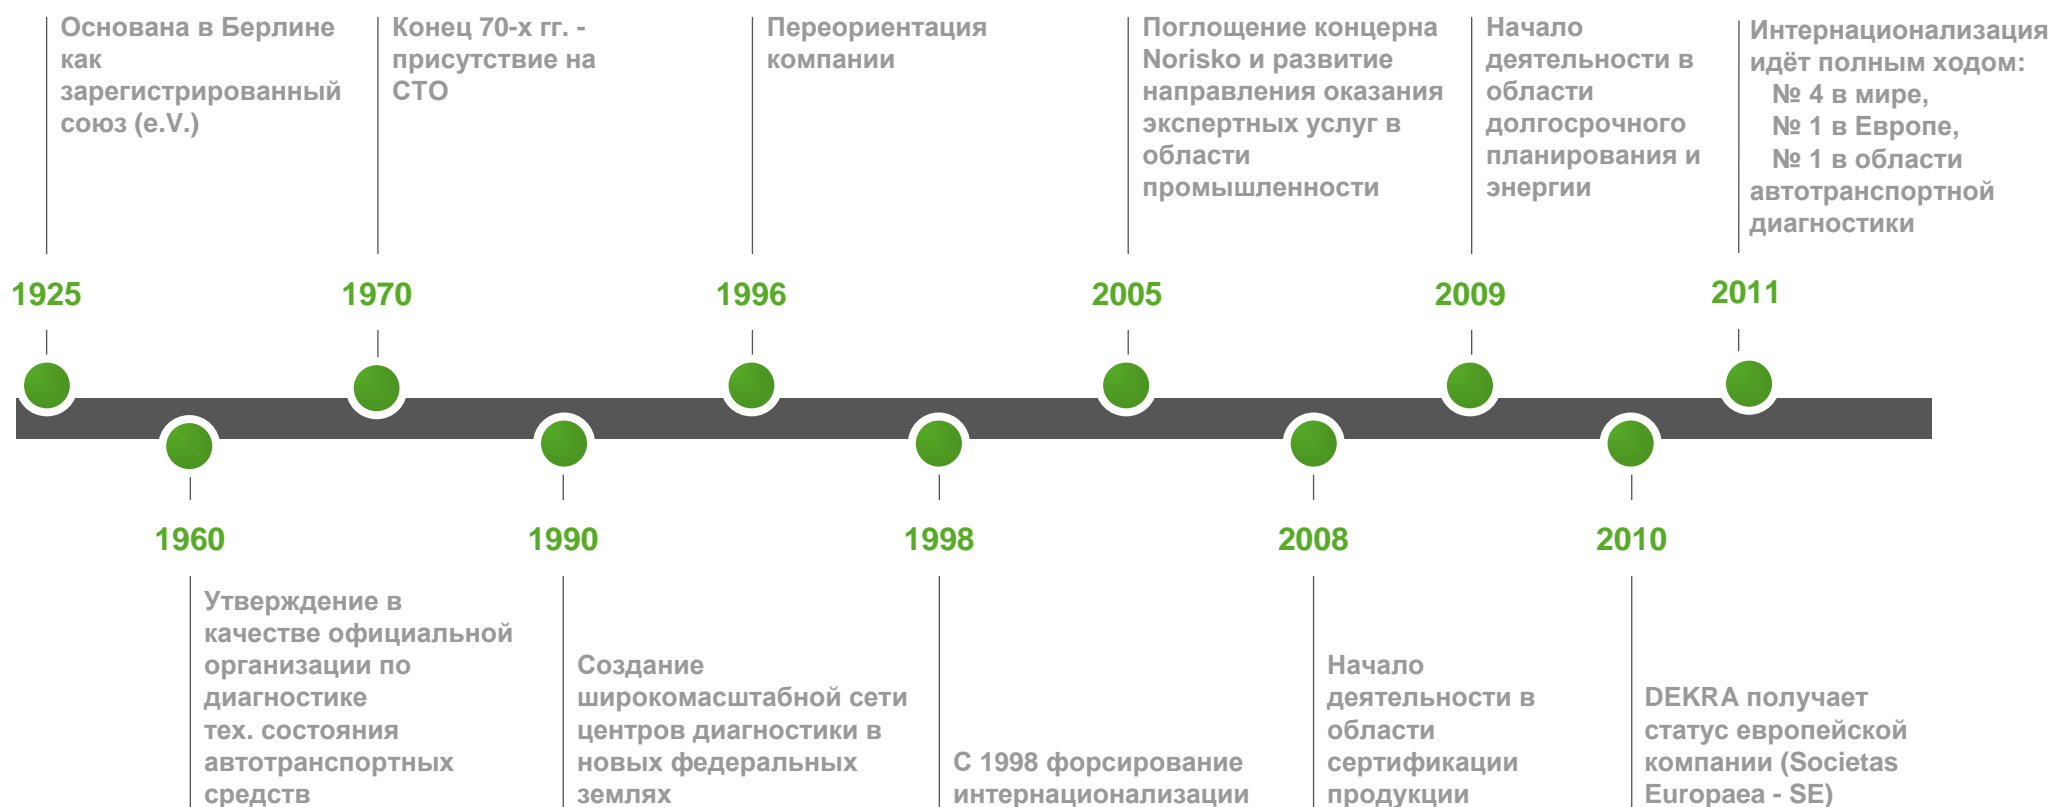 Основана в Берлине
как
зарегистрированный
союз (e.V.)
Конец 70-х гг. -
присутствие на
СТО
Переориентация
компании
Поглощение концерна
Norisko и развитие
направления оказания
экспертных услуг в
области
промышленности
Начало
деятельности в
области
долгосрочного
планирования и
энергии
Интернационализация
идёт полным ходом:
№ 4 в мире,
№ 1 в Европе,
№ 1 в области
автотранспортной
диагностики
1925
1970
1996
2005
2009
2011
1960
1990
1998
2008
2010
Утверждение в
качестве официальной
организации по
диагностике
тех. состояния
автотранспортных
средств
Создание
широкомасштабной сети
центров диагностики в
новых федеральных
землях
С 1998 форсирование
интернационализации
Начало
деятельности в
области
сертификации
продукции
DEKRA получает
статус европейской
компании (Societas
Europaea - SE)